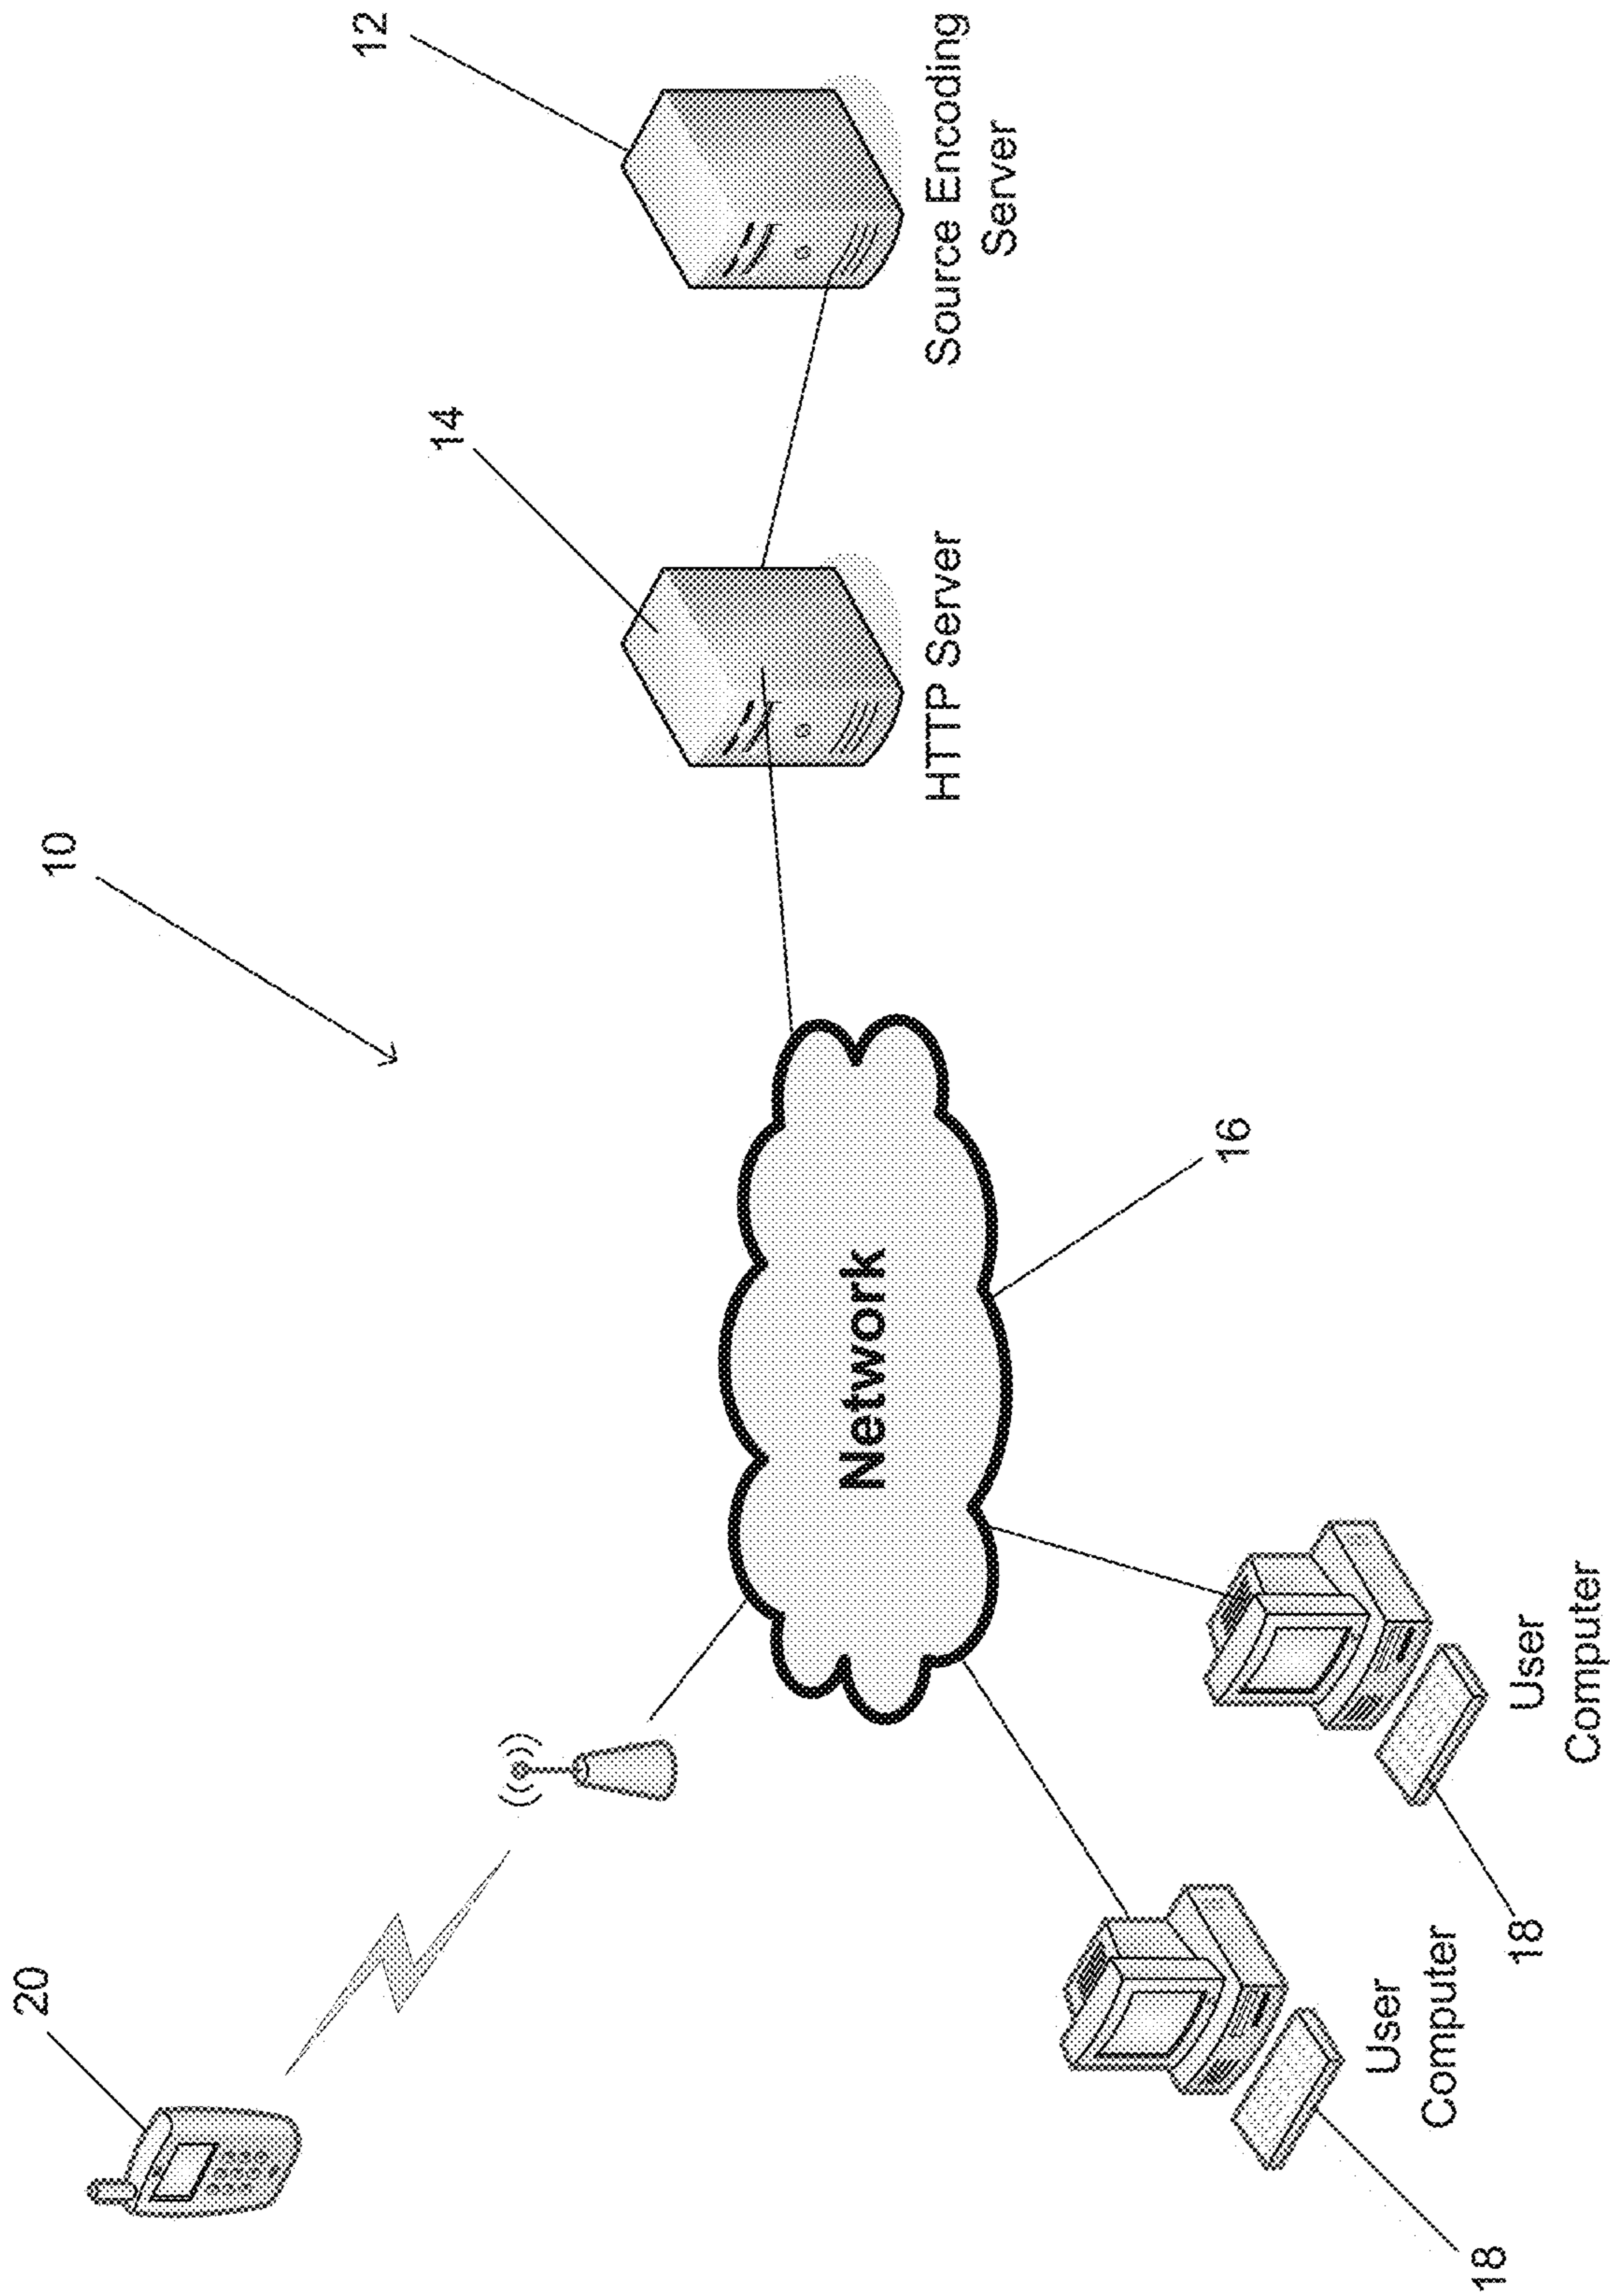 20
10
14
12
HTTP Server
Source Encoding
Server
Network
16
User
Computer
18
User
Computer
18